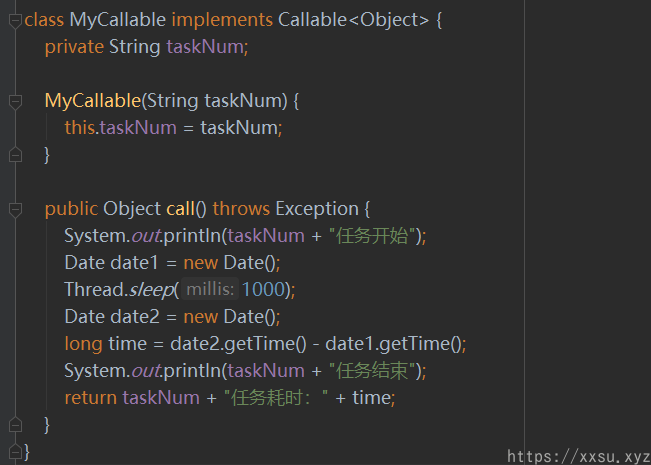 class MyCallable implements Callable<Object> {
private String taskNum;
MyCallable(String taskNum) {
this.taskNum = taskNum;
}
public Object call() throws Exception {
System.out.println(taskNum + "任务开始");
Date date1 = new Date();
Thread.sleep( millis: 1000);
Date date2 = new Date();
long time = date2.getTime() - date1.getTime();
System.out.println(taskNum + "任务结束");
return taskNum + "任务耗时：" + time;
}
}
https://xxsu.xyz